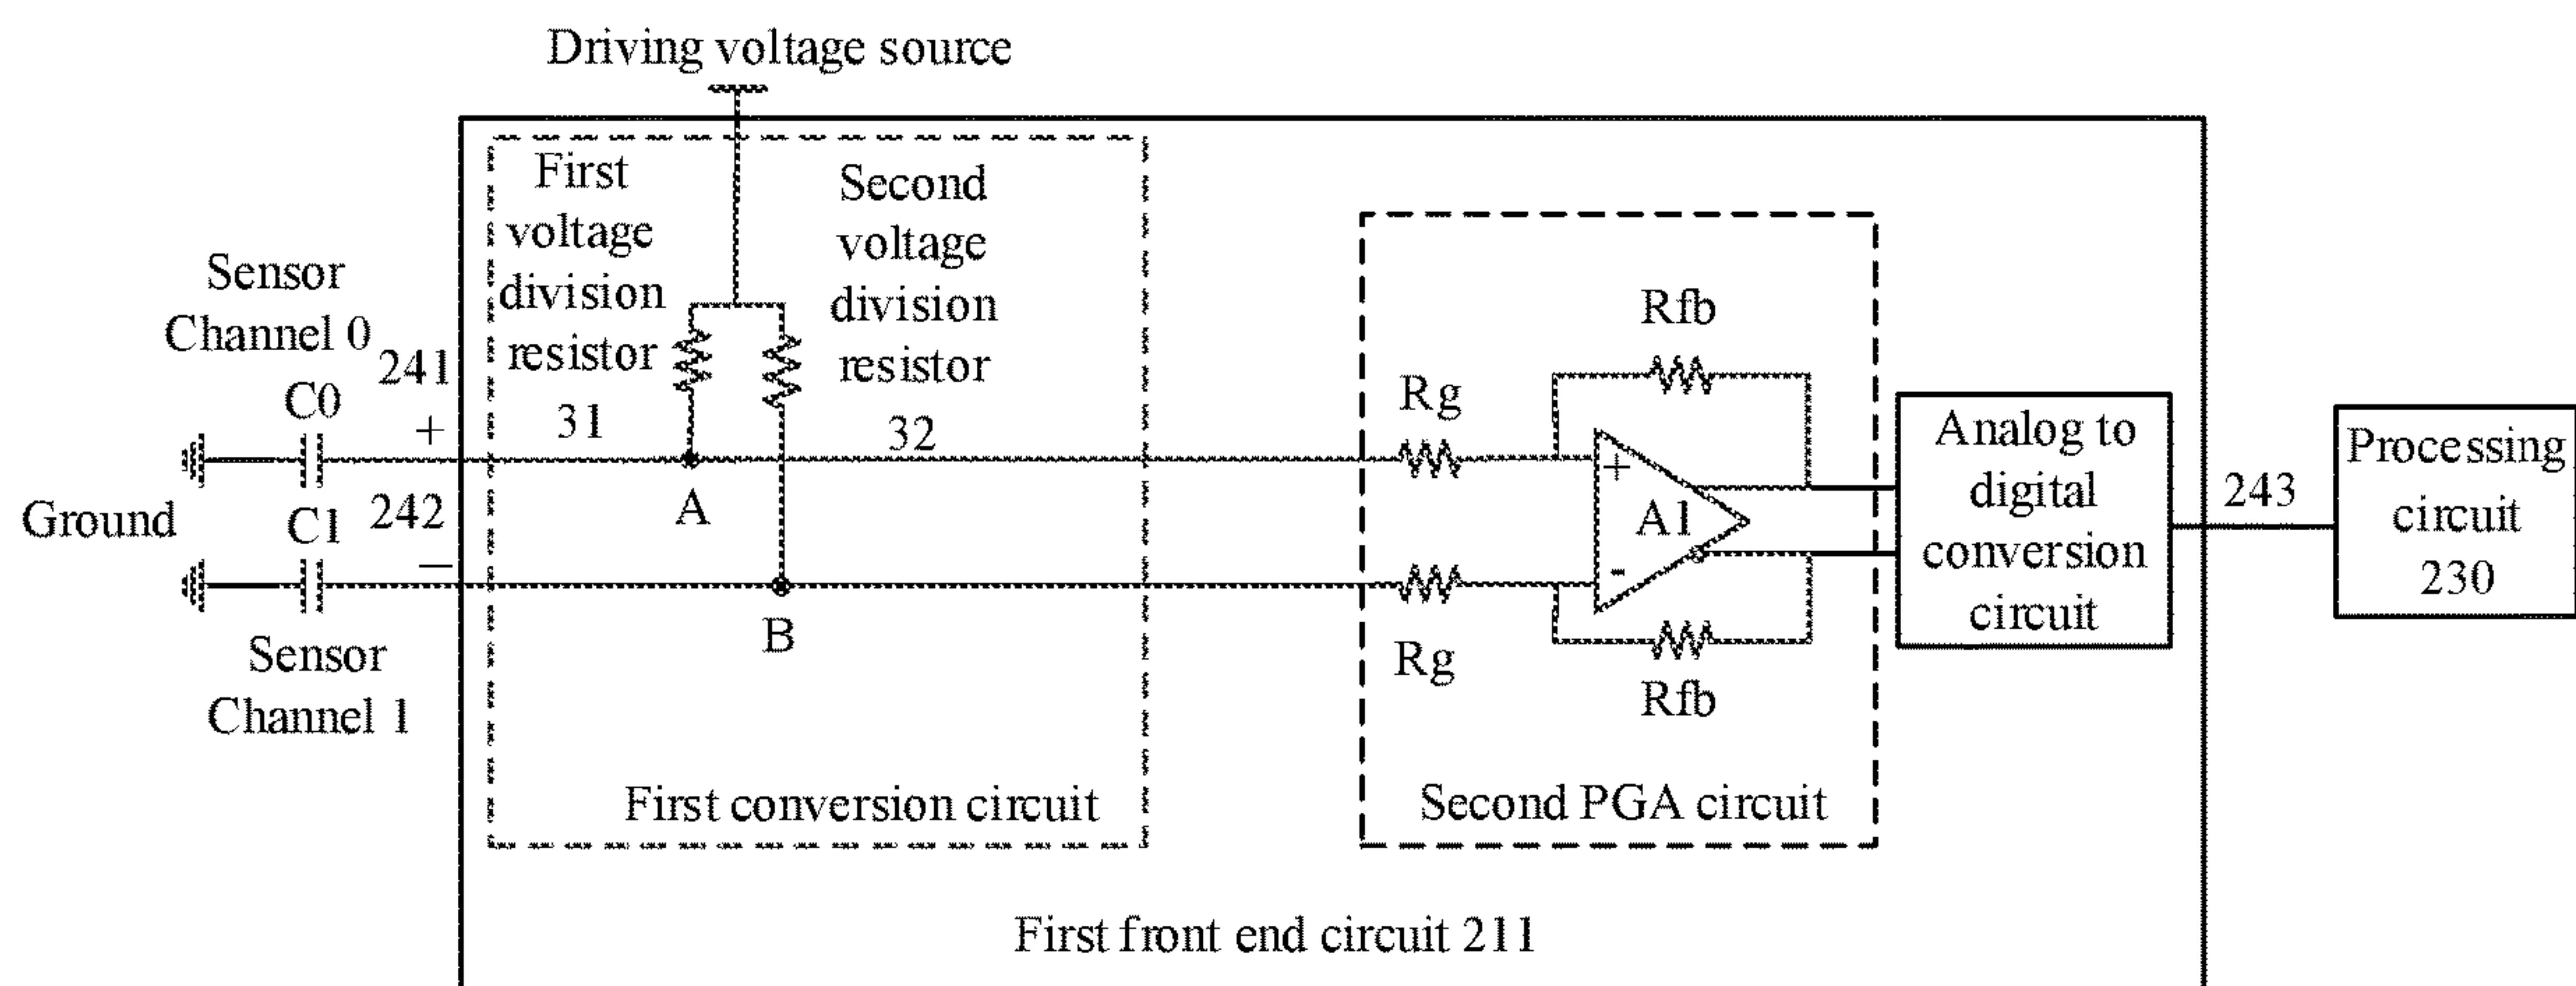 Driving voltage source
First
voltage
division
resistor
31
Second
voltage
division
resistor
32
Sensor
Channel 0
C0
241
+
Ground
C1
242
−
Sensor
Channel 1
A
B
First conversion circuit
Rg
Rg
Rfb
+
A1
-
Rfb
Second PGA circuit
Analog to
digital
conversion
circuit
243
Processing
circuit
230
First front end circuit 211